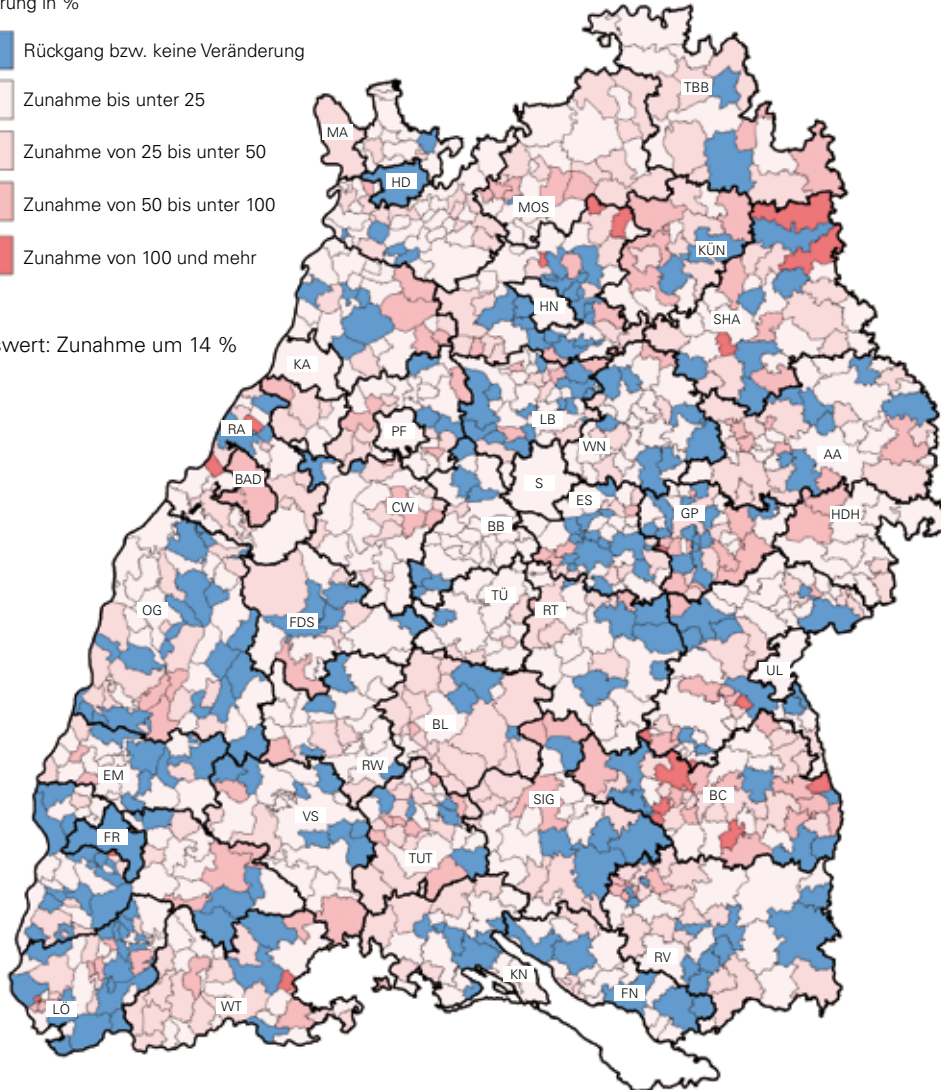 in %
Rückgang bzw. keine Veränderung
Zunahme bis unter 25
Zunahme von 25 bis unter 50
Zunahme von 50 bis unter 100
Zunahme von 100 und mehr
Zunahme um 14 %
TBB
MA
HD
MOS
KÜN
HN
SHA
KA
RA
PF
LB
WN
AA
BAD
S
CW
ES
GP
HDH
BB
TÜ
RT
OG
FDS
UL
BL
RW
EM
SIG
BC
VS
FR
TUT
RV
KN
FN
WT
LÖ